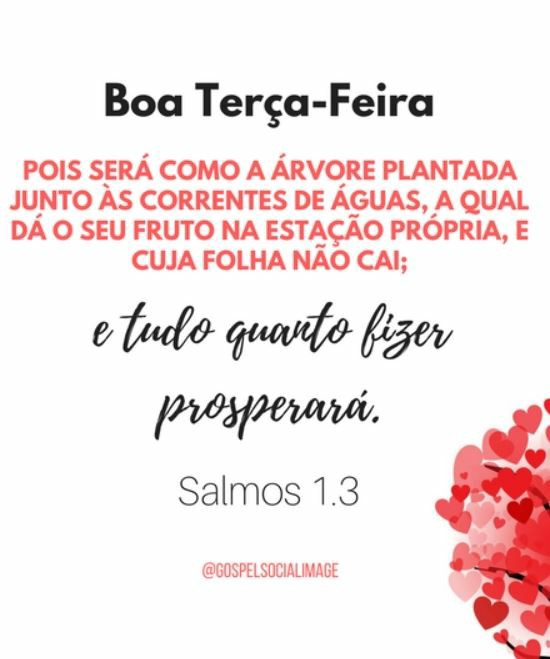 Boa Terça-Feira
POIS SERÁ COMO A ÁRVORE PLANTADA
JUNTO ÀS CORRENTES DE ÁGUAS, A QUAL
DÁ O SEU FRUTO NA ESTAÇÃO PRÓPRIA, E
CUJA FOLHA NÃO CAI;
e tudo quanto fizer
prosperará.
Salmos 1.3
@GOSPELSOCIALIMAGE